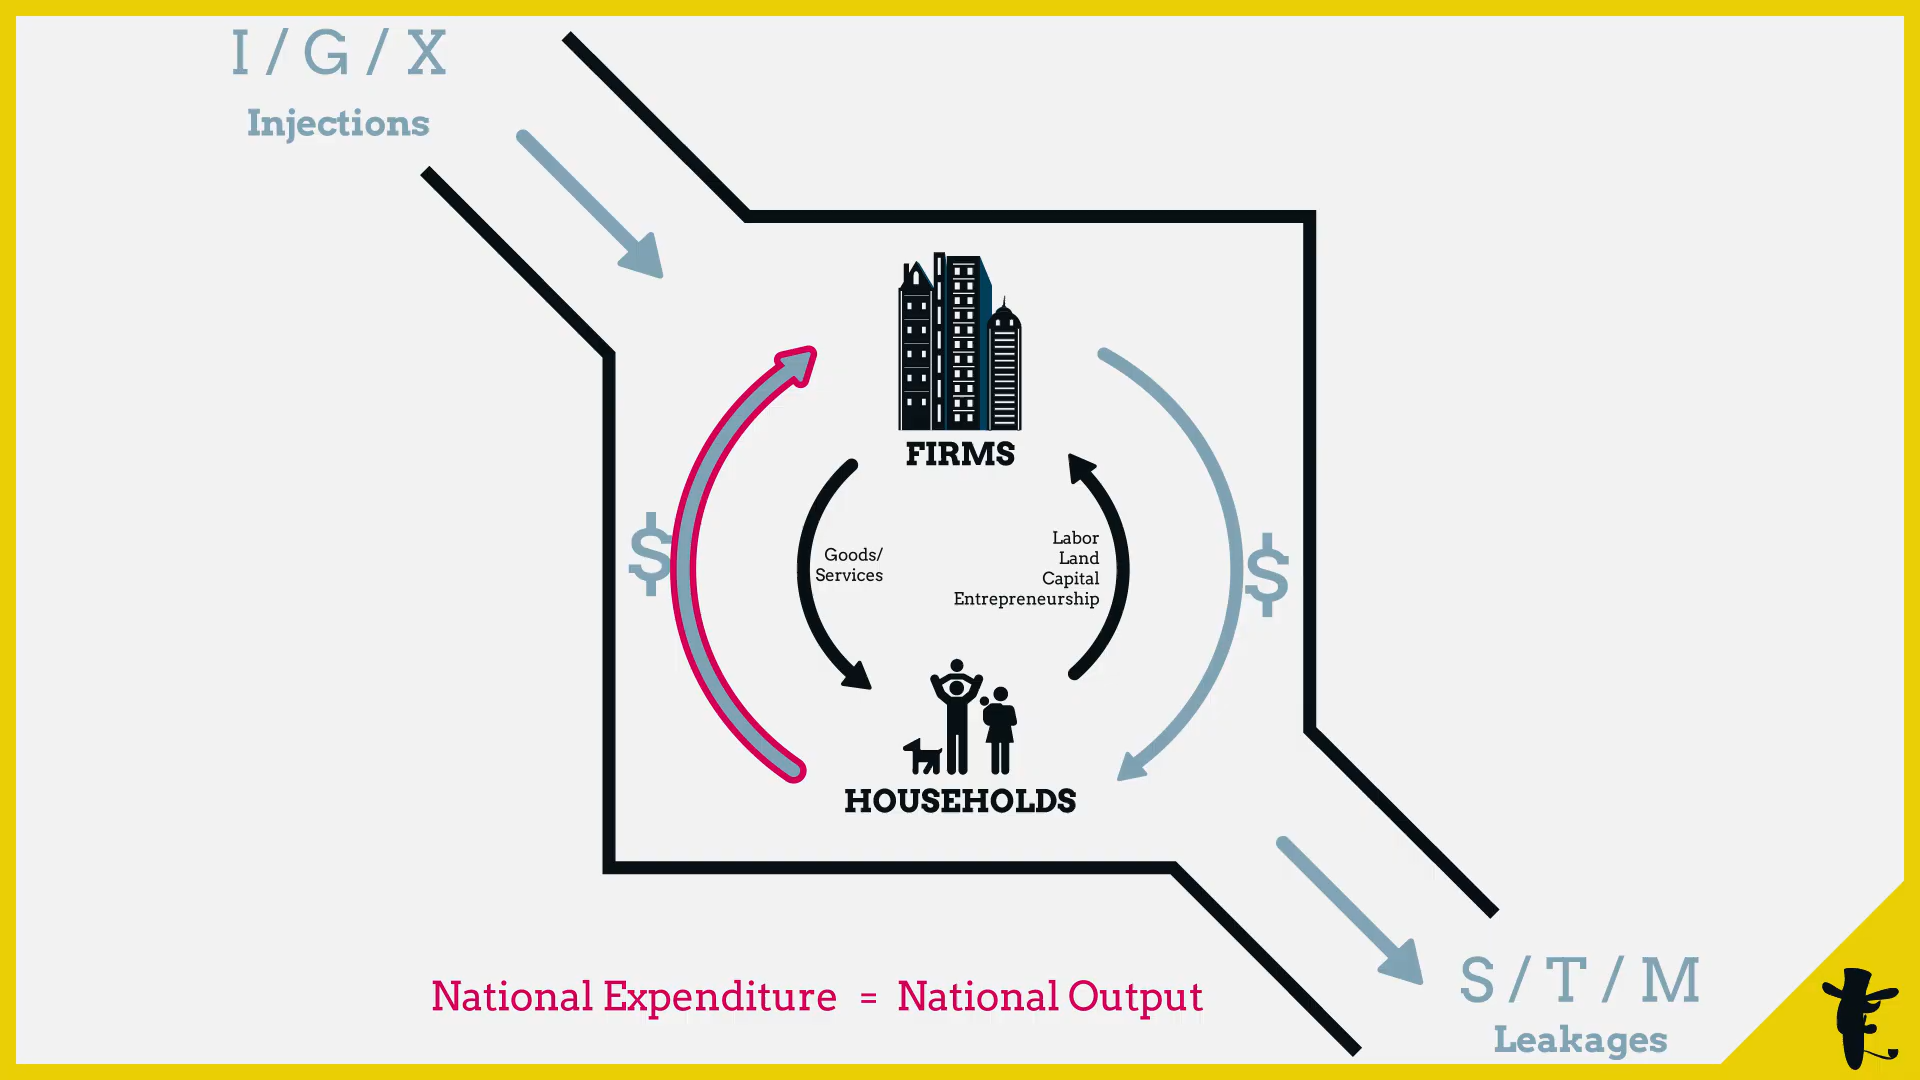 I / G / X
Injections
FIRMS
$
Goods/
Services
Labor
Land
Capital
Entrepreneurship
$
HOUSEHOLDS
National Expenditure = National Output
S / T / M
Leakages